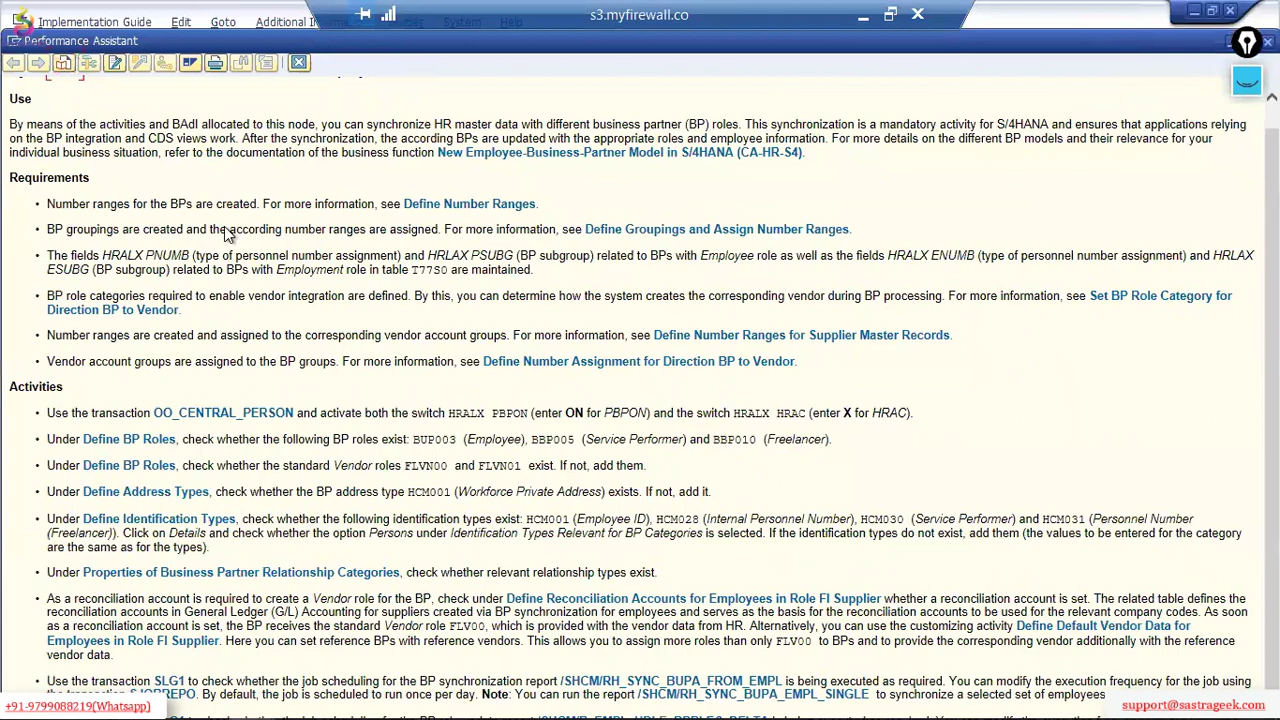 s3.myfirewall.co
Implementation Guide Edit Goto Additional System Help
Performance Assistant
Use
By means of the activities and BAdI allocated to this node, you can synchronize HR master data with different business partner (BP) roles. This synchronization is a mandatory activity for S/4HANA and ensures that applications relying
on the BP integration and CDS views work. After the synchronization, the according BPs are updated with the appropriate roles and employee information. For more details on the different BP models and their relevance for your
individual business situation, refer to the documentation of the business function New Employee-Business-Partner Model in S/4HANA (CA-HR-S4).
Requirements
• Number ranges for the BPs are created. For more information, see Define Number Ranges.
• BP groupings are created and the according number ranges are assigned. For more information, see Define Groupings and Assign Number Ranges.
• The fields HRALX PNUMB (type of personnel number assignment) and HRLAX PSUBG (BP subgroup) related to BPs with Employee role as well as the fields HRALX ENUMB (type of personnel number assignment) and HRLAX
ESUBG (BP subgroup) related to BPs with Employment role in table T77S0 are maintained.
• BP role categories required to enable vendor integration are defined. By this, you can determine how the system creates the corresponding vendor during BP processing. For more information, see Set BP Role Category for
Direction BP to Vendor.
• Number ranges are created and assigned to the corresponding vendor account groups. For more information, see Define Number Ranges for Supplier Master Records.
• Vendor account groups are assigned to the BP groups. For more information, see Define Number Assignment for Direction BP to Vendor.
Activities
• Use the transaction OO_CENTRAL_PERSON and activate both the switch HRALX PBPON (enter ON for PBPON) and the switch HRALX HRAC (enter X for HRAC).
• Under Define BP Roles, check whether the following BP roles exist: BUP003 (Employee), BBP005 (Service Performer) and BBP010 (Freelancer).
• Under Define BP Roles, check whether the standard Vendor roles FLVN00 and FLVN01 exist. If not, add them.
• Under Define Address Types, check whether the BP address type HCM001 (Workforce Private Address) exists. If not, add it.
• Under Define Identification Types, check whether the following identification types exist: HCM001 (Employee ID), HCM028 (Internal Personnel Number), HCM030 (Service Performer) and HCM031 (Personnel Number
(Freelancer)). Click on Details and check whether the option Persons under Identification Types Relevant for BP Categories is selected. If the identification types do not exist, add them (the values to be entered for the category
are the same as for the types).
• Under Properties of Business Partner Relationship Categories, check whether relevant relationship types exist.
• As a reconciliation account is required to create a Vendor role for the BP, check under Define Reconciliation Accounts for Employees in Role FI Supplier whether a reconciliation account is set. The related table defines the
reconciliation accounts in General Ledger (G/L) Accounting for suppliers created via BP synchronization for employees and serves as the basis for the reconciliation accounts to be used for the relevant company codes. As soon
as a reconciliation account is set, the BP receives the standard Vendor role FLV00, which is provided with the vendor data from HR. Alternatively, you can use the customizing activity Define Default Vendor Data for
Employees in Role FI Supplier. Here you can set reference BPs with reference vendors. This allows you to assign more roles than only FLV00 to BPs and to provide the corresponding vendor additionally with the reference
vendor data.
• Use the transaction SLG1 to check whether the job scheduling for the BP synchronization report /SHCM/RH_SYNC_BUPA_FROM_EMPL is being executed as required. You can modify the execution frequency for the job using
the transaction SJOBREPO. By default, the job is scheduled to run once per day. Note: You can run the report /SHCM/RH_SYNC_BUPA_EMPL_SINGLE to synchronize a selected set of employees
+91-9799088219(Whatsapp)
support@sastrageek.com